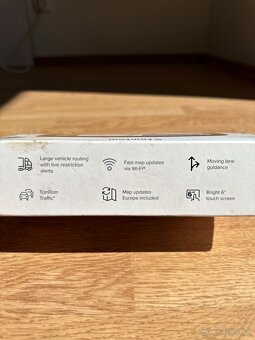 Large vehicle routing
with live restriction
alerts
Fast map updates
via Wi-Fi®
Moving lane
guidance
TomTom
Traffic*
Map updates
Europe included
Bright 6"
touch screen